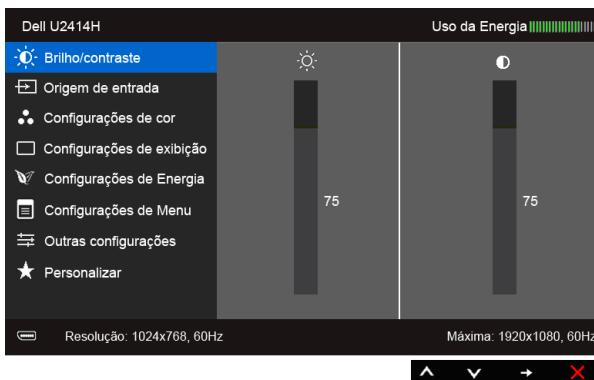 Dell U2414H Uso da Energia
Brilho/contraste
Origem de entrada
Configurações de cor
Configurações de exibição
Configurações de Energia
Configurações de Menu
Outras configurações
Personalizar
75 75
Resolução: 1024x768, 60Hz Máxima: 1920x1080, 60Hz